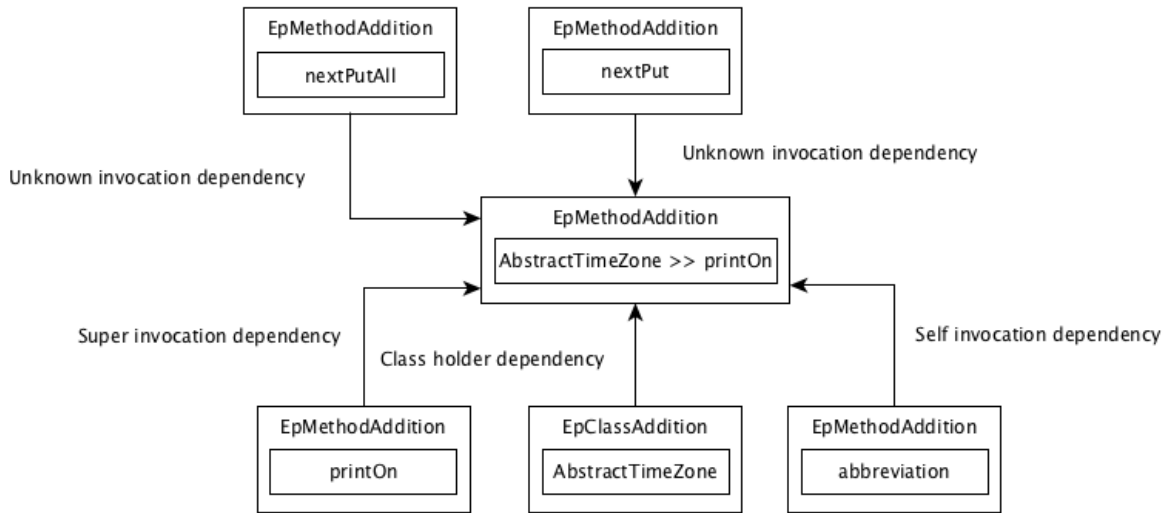 EpMethodAddition
nextPutAll
EpMethodAddition
nextPut
Unknown invocation dependency
Unknown invocation dependency
EpMethodAddition
AbstractTimeZone >> printOn
Super invocation dependency
Class holder dependency
Self invocation dependency
EpMethodAddition
printOn
EpClassAddition
AbstractTimeZone
EpMethodAddition
abbreviation